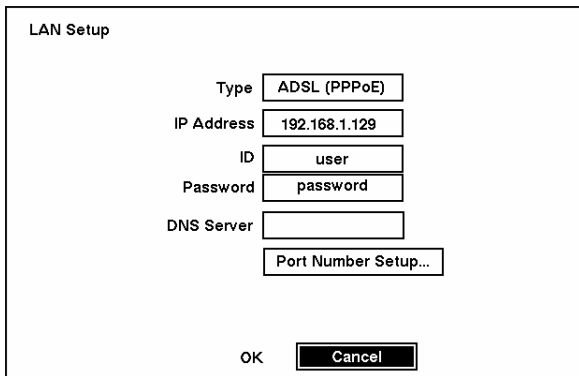 LAN Setup
Type ADSL (PPPoE)
IP Address 192.168.1.129
ID user
Password password
DNS Server
Port Number Setup...
OK Cancel